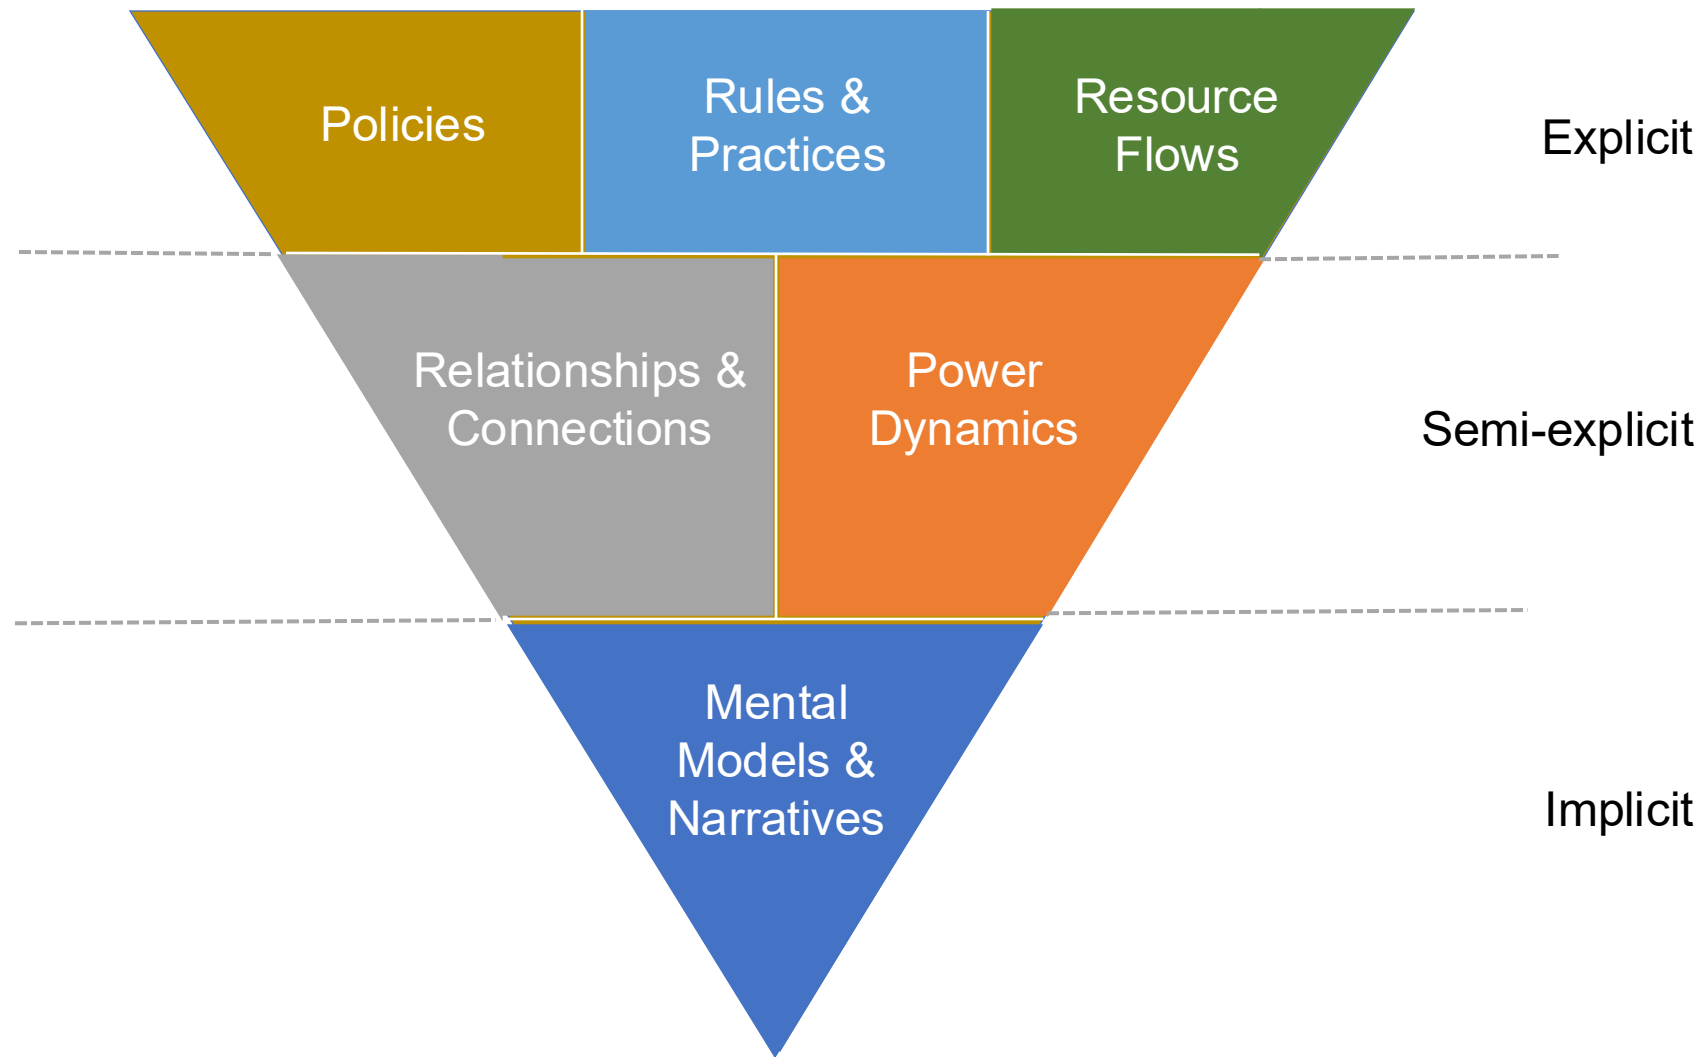 Policies
Rules &
Practices
Resource
Flows
Explicit
Relationships &
Connections
Power
Dynamics
Semi-explicit
Mental
Models &
Narratives
Implicit